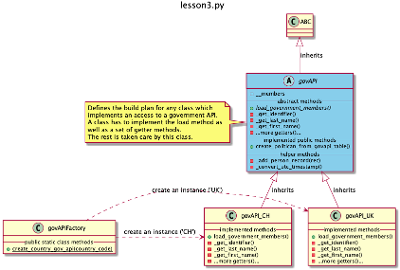 lesson3.py
ABC
inherits
govAPI
__members
abstract methods
load_government_members()
_get_identifier()
_get_last_name()
_get_first_name()
...more getters()...
implemented public methods
create_politican_from_govapi_table()
helper methods
_add_person_record(rec)
_convert_utc_timestamp()
Defines the build plan for any class which
implements an access to a government API.
A class has to implement the load method as
well as a set of getter methods.
The rest is taken care by this class.
inherits
inherits
create an instance ('UK')
govAPIFactory
public static class methods
create_country_gov_api(country_code)
create an instance ('CH')
govAPI_CH
implemented methods
load_government_members()
_get_identifier()
_get_last_name()
_get_first_name()
...more getters()...
govAPI_UK
implemented methods
load_government_members()
_get_identifier()
_get_last_name()
_get_first_name()
...more getters()...